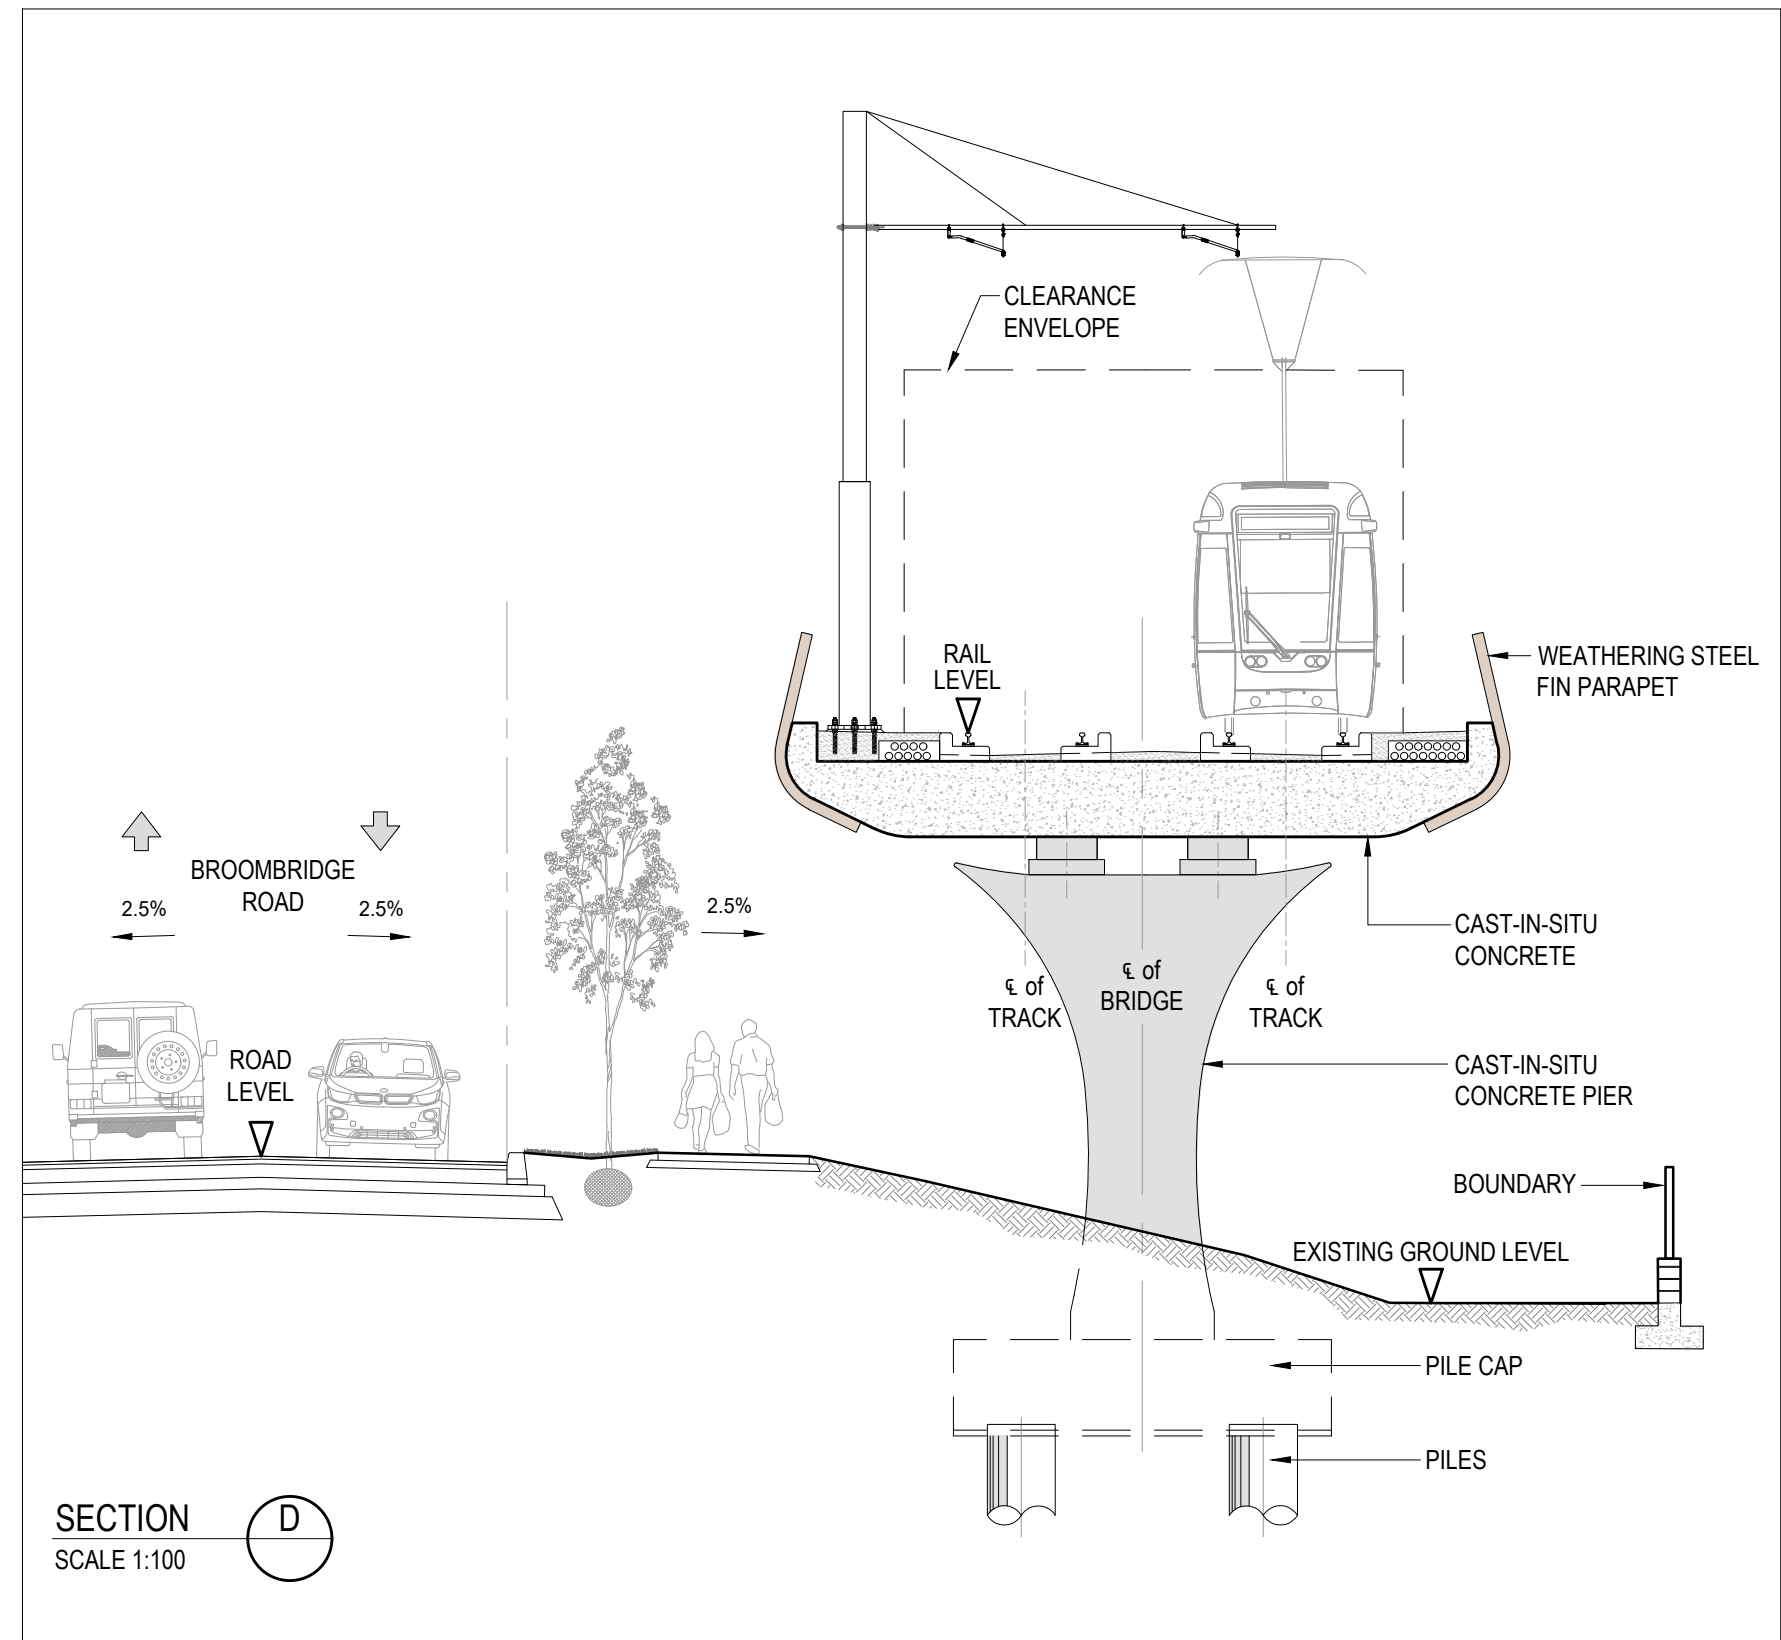 CLEARANCE
ENVELOPE
RAIL
LEVEL
WEATHERING STEEL
FIN PARAPET
BROOMBRIDGE
ROAD
2.5%
2.5%
2.5%
CAST-IN-SITU
CONCRETE
℄ of
TRACK
℄ of
BRIDGE
℄ of
TRACK
ROAD
LEVEL
CAST-IN-SITU
CONCRETE PIER
BOUNDARY
EXISTING GROUND LEVEL
PILE CAP
PILES
SECTION
D
SCALE 1:100